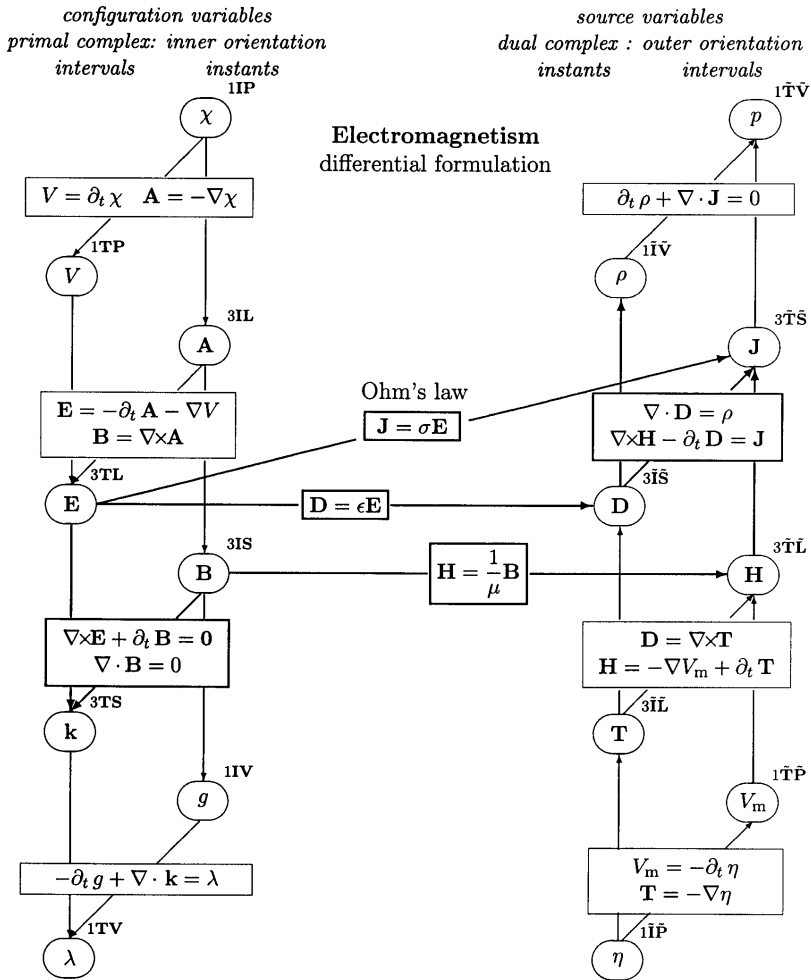 configuration variables
primal complex: inner orientation
intervals instants
source variables
dual complex : outer orientation
instants intervals
Electromagnetism
differential formulation
1IP
χ
V = ∂ₜ χ A = −∇χ
1TP
V
3IL
A
E = −∂ₜ A − ∇V
B = ∇×A
3TL
E
3IS
B
∇×E + ∂ₜ B = 0
∇ · B = 0
3TS
k
1IV
g
−∂ₜ g + ∇ · k = λ
1TV
λ
Ohm's law
J = σE
D = ϵE
H = 1/μ B
1T̃Ṽ
p
∂ₜ ρ + ∇ · J = 0
1ĨṼ
ρ
3T̃S̃
J
∇ · D = ρ
∇×H − ∂ₜ D = J
3ĨS̃
D
3T̃L̃
H
D = ∇×T
H = −∇Vₘ + ∂ₜ T
3ĨL̃
T
1T̃P̃
Vₘ
Vₘ = −∂ₜ η
T = −∇η
1ĨP̃
η